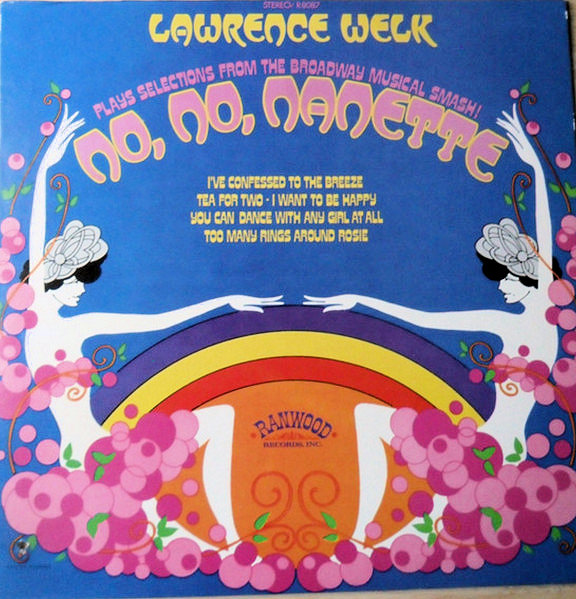 STEREO/ R8087
LAWRENCE WELK
PLAYS SELECTIONS FROM THE BROADWAY MUSICAL SMASH!
NO, NO, NANETTE
I'VE CONFESSED TO THE BREEZE
TEA FOR TWO - I WANT TO BE HAPPY
YOU CAN DANCE WITH ANY GIRL AT ALL
TOO MANY RINGS AROUND ROSIE
RANWOOD
RECORDS, INC.